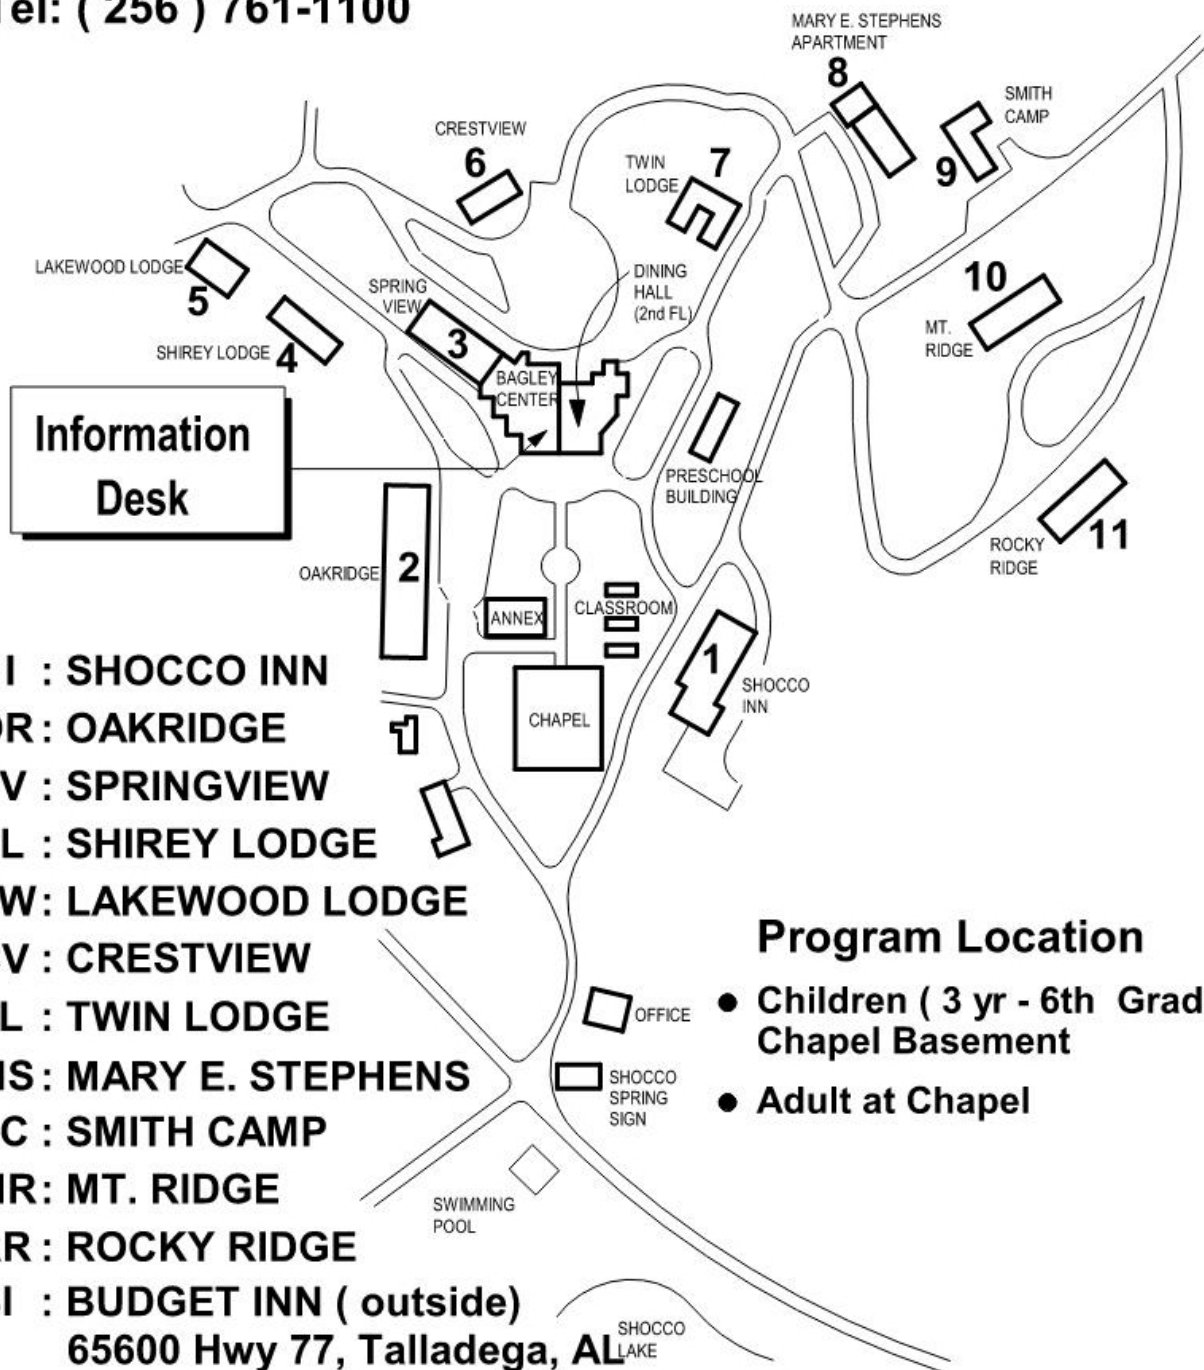 Tel: ( 256 ) 761-1100
MARY E. STEPHENS
APARTMENT
8
SMITH
CAMP
9
CRESTVIEW
6
TWIN
LODGE
7
LAKEWOOD LODGE
5
SPRING
VIEW
3
DINING
HALL
(2nd FL)
10
MT.
RIDGE
SHIREY LODGE
4
BAGLEY
CENTER
Information
Desk
PRESCHOOL
BUILDING
ROCKY
RIDGE
11
OAKRIDGE
2
ANNEX
CLASSROOM
1
SHOCCO
INN
CHAPEL
I : SHOCCO INN
OR : OAKRIDGE
V : SPRINGVIEW
L : SHIREY LODGE
W : LAKEWOOD LODGE
V : CRESTVIEW
L : TWIN LODGE
MS : MARY E. STEPHENS
C : SMITH CAMP
MR : MT. RIDGE
RR : ROCKY RIDGE
BI : BUDGET INN ( outside)
65600 Hwy 77, Talladega, AL
Program Location
● Children ( 3 yr - 6th Grad
Chapel Basement
● Adult at Chapel
OFFICE
SHOCCO
SPRING
SIGN
SWIMMING
POOL
SHOCCO
LAKE